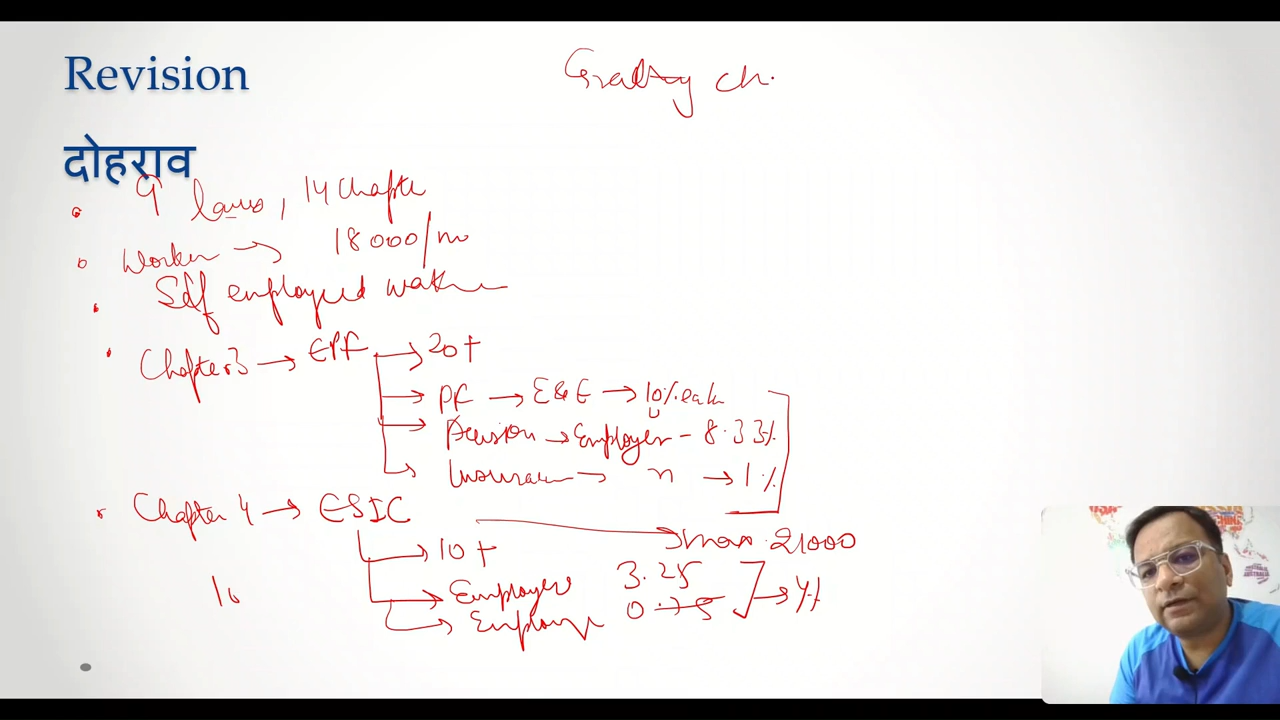 Revision
Gratuity ch.
दोहराव
9 laws, 14 Chapter
Worker → 18000/mo
Self employed worker
Chapter 3 → EPF → 20+
PF → E&E → 10% each
Pension → Employer - 8.33%
Insurance → n → 1%
Chapter 4 → ESIC → max. 21000
10+
Employer 3.25
Employe 0.75 → 4%
10